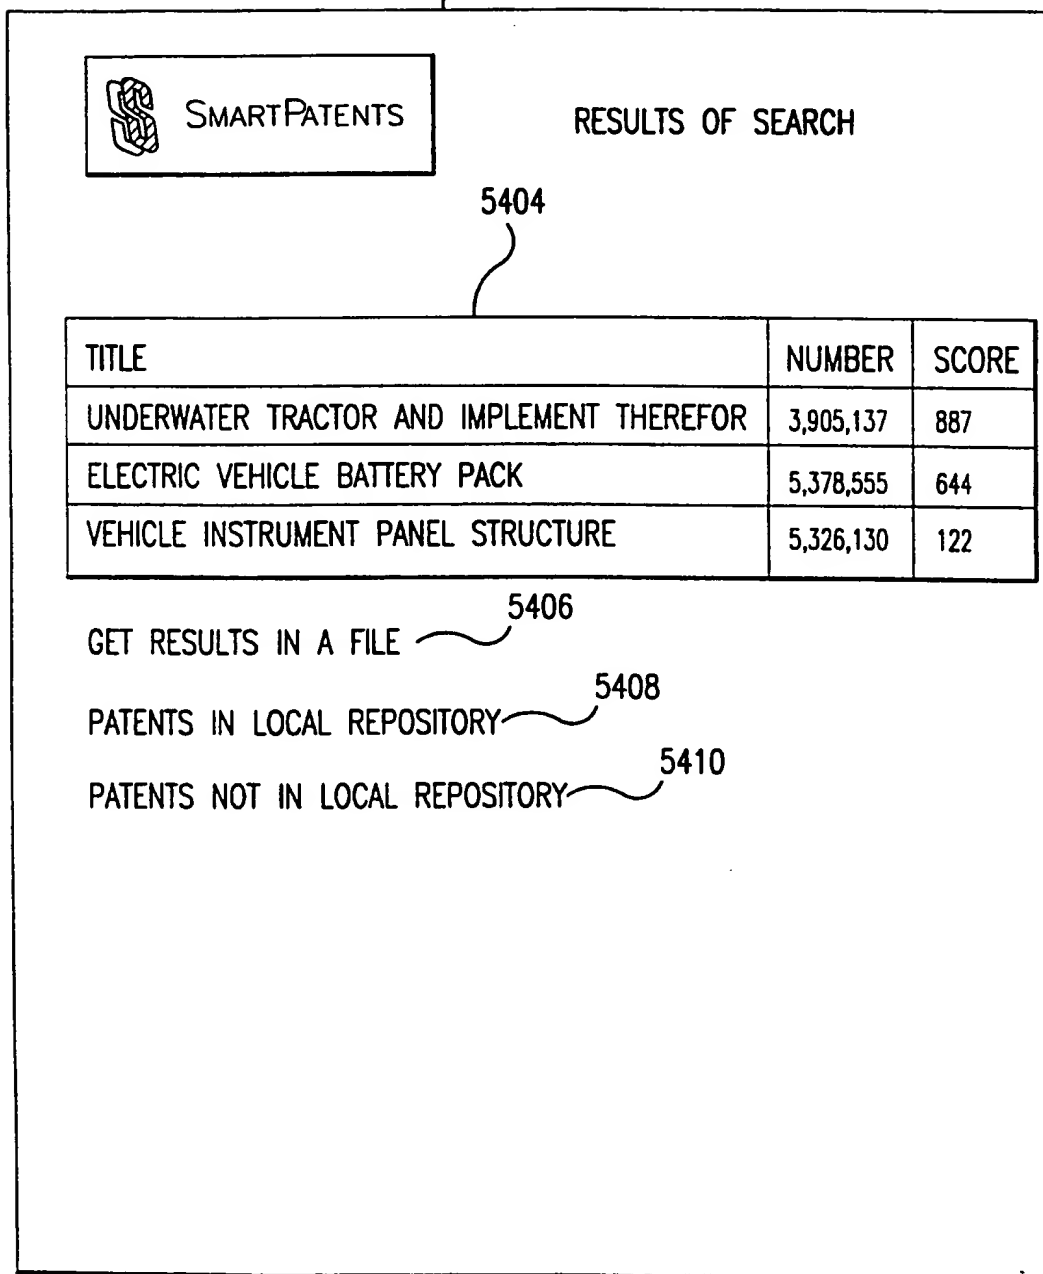 SMARTPATENTS
RESULTS OF SEARCH
5404
TITLE NUMBER SCORE
UNDERWATER TRACTOR AND IMPLEMENT THEREFOR 3,905,137 887
ELECTRIC VEHICLE BATTERY PACK 5,378,555 644
VEHICLE INSTRUMENT PANEL STRUCTURE 5,326,130 122
GET RESULTS IN A FILE 5406
PATENTS IN LOCAL REPOSITORY 5408
PATENTS NOT IN LOCAL REPOSITORY 5410